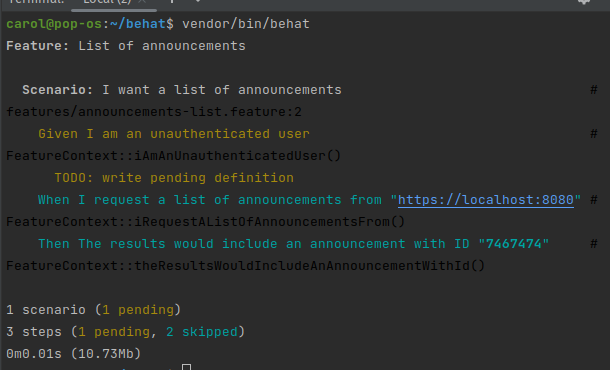 Terminal: Local (2) × + ⌄
carol@pop-os:~/behat$ vendor/bin/behat
Feature: List of announcements
Scenario: I want a list of announcements #
features/announcements-list.feature:2
Given I am an unauthenticated user #
FeatureContext::iAmAnUnauthenticatedUser()
TODO: write pending definition
When I request a list of announcements from "https://localhost:8080" #
FeatureContext::iRequestAListOfAnnouncementsFrom()
Then The results would include an announcement with ID "7467474" #
FeatureContext::theResultsWouldIncludeAnAnnouncementWithId()
1 scenario (1 pending)
3 steps (1 pending, 2 skipped)
0m0.01s (10.73Mb)